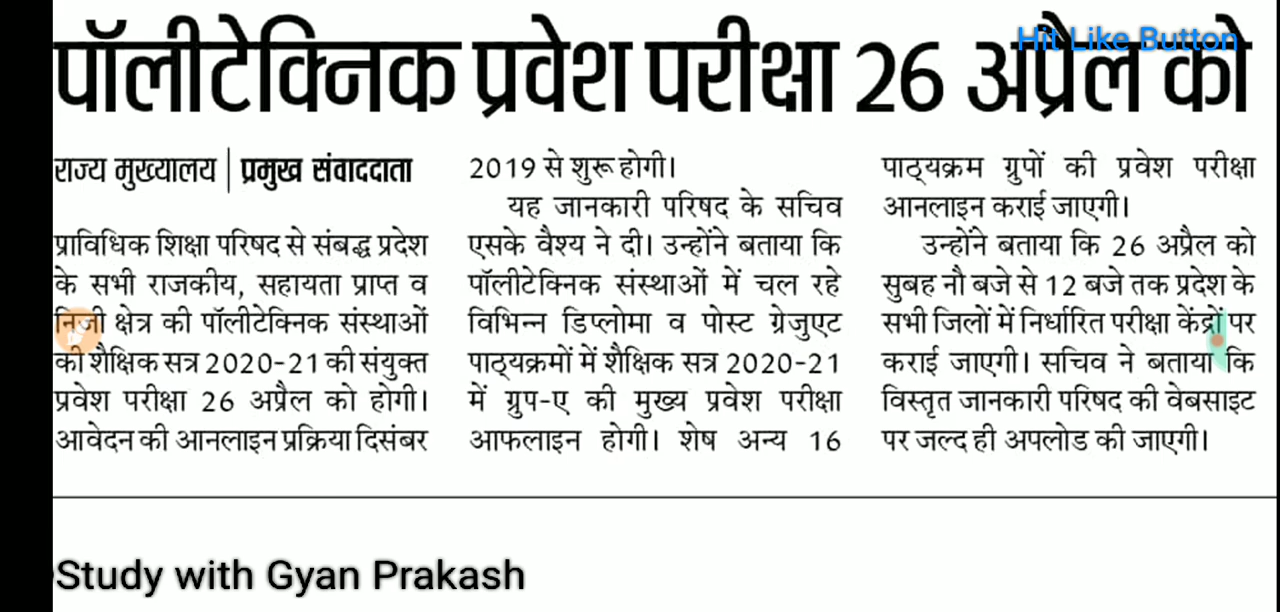 पॉलीटेक्निक प्रवेश परीक्षा 26 अप्रैल को
Hit Like Button
राज्य मुख्यालय | प्रमुख संवाददाता
प्राविधिक शिक्षा परिषद से संबद्ध प्रदेश
के सभी राजकीय, सहायता प्राप्त व
निजी क्षेत्र की पॉलीटेक्निक संस्थाओं
की शैक्षिक सत्र 2020-21 की संयुक्त
प्रवेश परीक्षा 26 अप्रैल को होगी।
आवेदन की आनलाइन प्रक्रिया दिसंबर
2019 से शुरू होगी।
यह जानकारी परिषद के सचिव
एसके वैश्य ने दी। उन्होंने बताया कि
पॉलीटेक्निक संस्थाओं में चल रहे
विभिन्न डिप्लोमा व पोस्ट ग्रेजुएट
पाठ्यक्रमों में शैक्षिक सत्र 2020-21
में ग्रुप-ए की मुख्य प्रवेश परीक्षा
आफलाइन होगी। शेष अन्य 16
पाठ्यक्रम ग्रुपों की प्रवेश परीक्षा
आनलाइन कराई जाएगी।
उन्होंने बताया कि 26 अप्रैल को
सुबह नौ बजे से 12 बजे तक प्रदेश के
सभी जिलों में निर्धारित परीक्षा केंद्रों पर
कराई जाएगी। सचिव ने बताया कि
विस्तृत जानकारी परिषद की वेबसाइट
पर जल्द ही अपलोड की जाएगी।
Study with Gyan Prakash